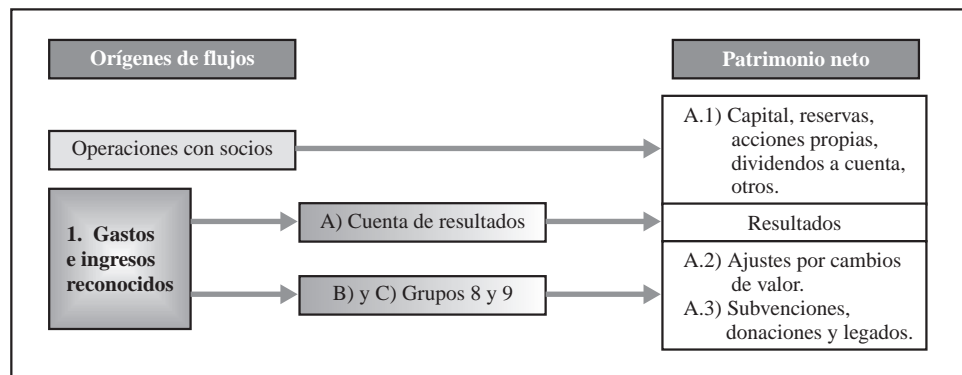 Orígenes de flujos
Patrimonio neto
Operaciones con socios
A.1) Capital, reservas,
acciones propias,
dividendos a cuenta,
otros.
1. Gastos
e ingresos
reconocidos
A) Cuenta de resultados
Resultados
B) y C) Grupos 8 y 9
A.2) Ajustes por cambios
de valor.
A.3) Subvenciones,
donaciones y legados.